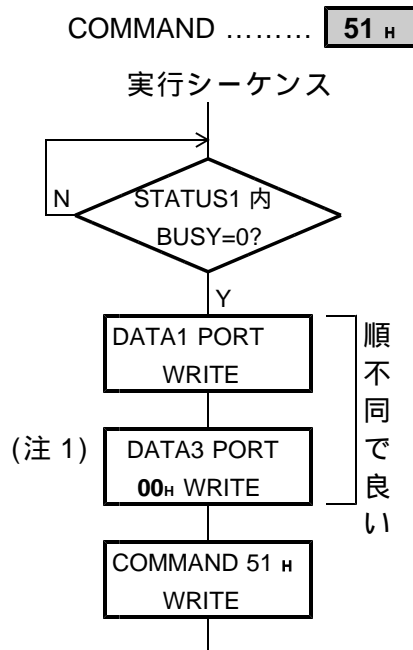 COMMAND ……… 51 H
実行シーケンス
N
STATUS1 内
BUSY=0?
Y
DATA1 PORT
WRITE
(注 1)
DATA3 PORT
00H WRITE
順不同で良い
COMMAND 51 H
WRITE